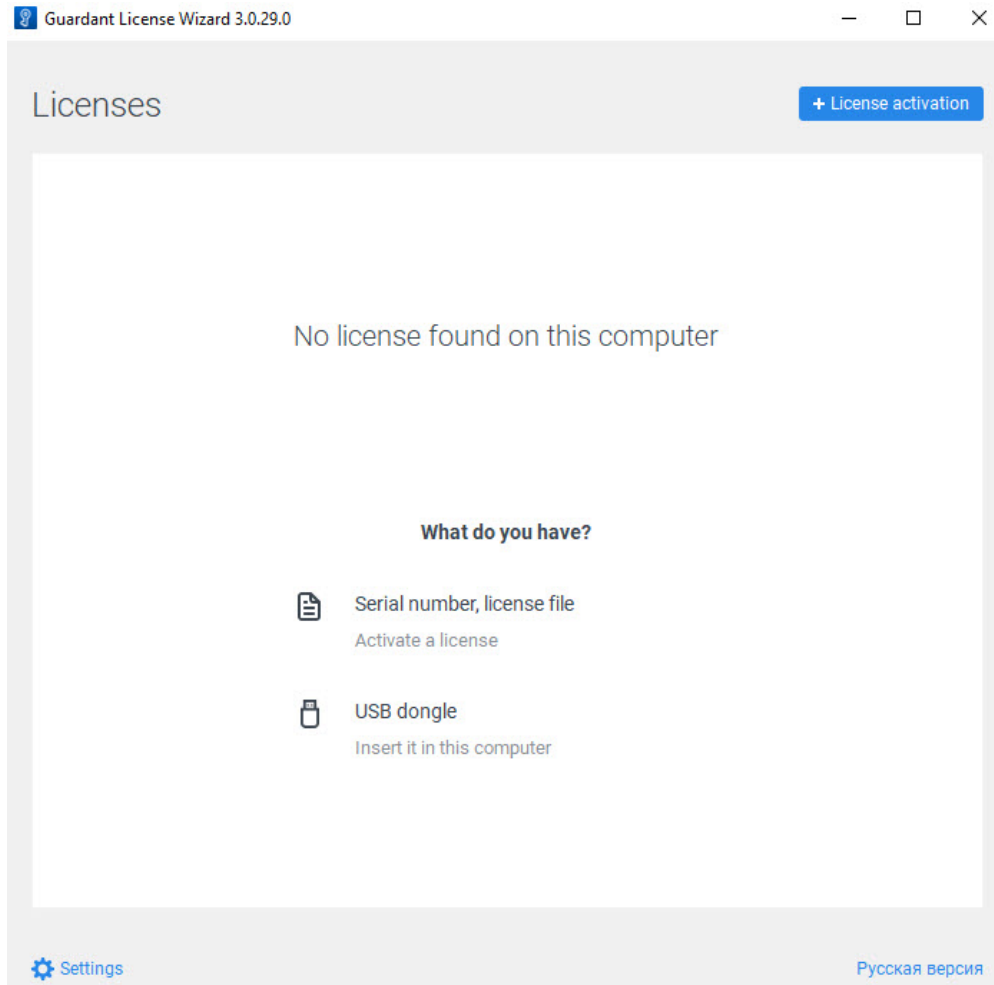 Guardant License Wizard 3.0.29.0
Licenses
+ License activation
No license found on this computer
What do you have?
Serial number, license file
Activate a license
USB dongle
Insert it in this computer
Settings
Русская версия